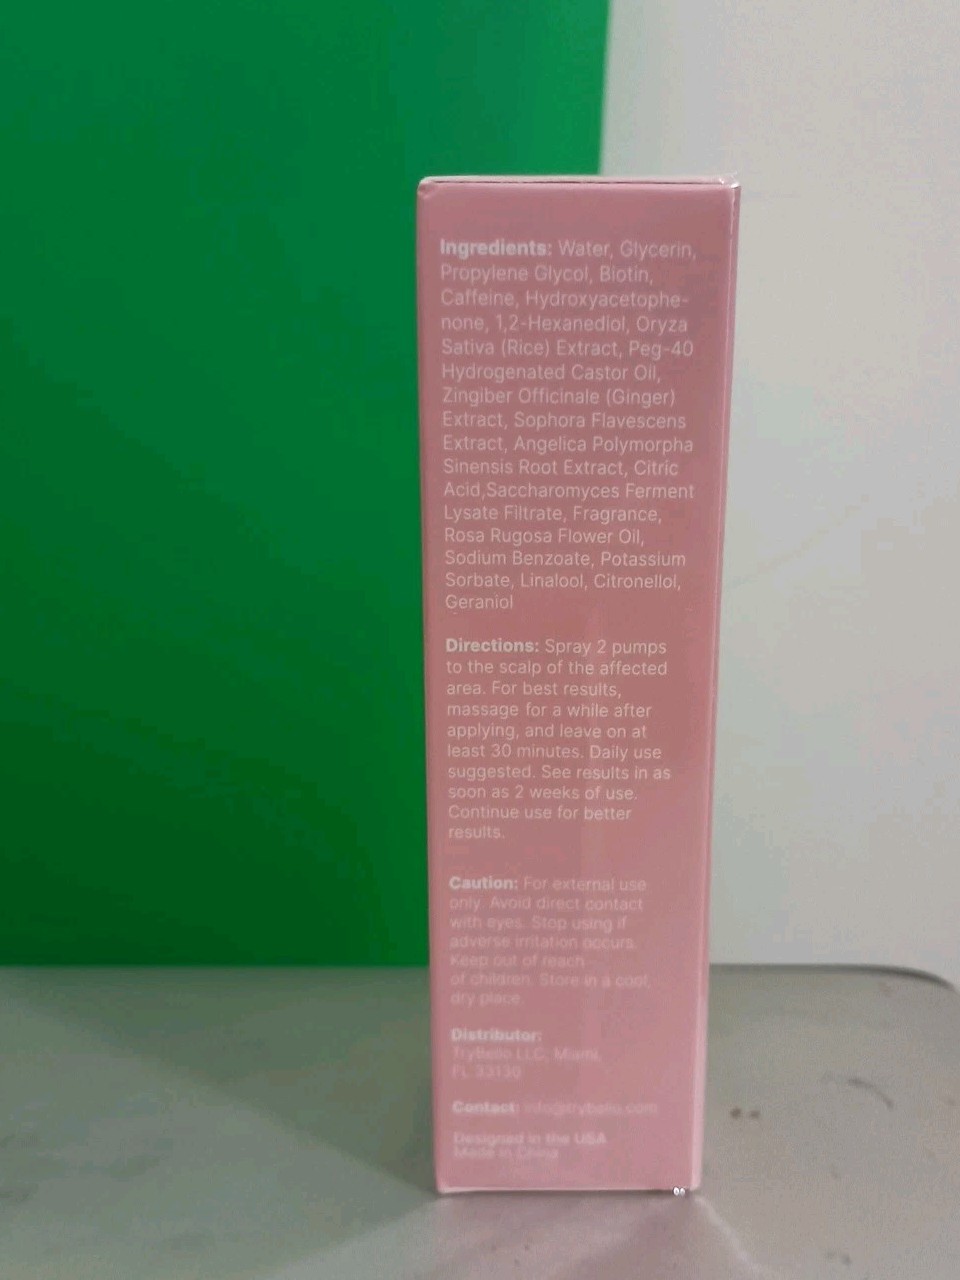 Ingredients: Water, Glycerin,
Propylene Glycol, Biotin,
Caffeine, Hydroxyacetophe-
none, 1,2-Hexanediol, Oryza
Sativa (Rice) Extract, Peg-40
Hydrogenated Castor Oil,
Zingiber Officinale (Ginger)
Extract, Sophora Flavescens
Extract, Angelica Polymorpha
Sinensis Root Extract, Citric
Acid,Saccharomyces Ferment
Lysate Filtrate, Fragrance,
Rosa Rugosa Flower Oil,
Sodium Benzoate, Potassium
Sorbate, Linalool, Citronellol,
Geraniol
Directions: Spray 2 pumps
to the scalp of the affected
area. For best results,
massage for a while after
applying, and leave on at
least 30 minutes. Daily use
suggested. See results in as
soon as 2 weeks of use.
Continue use for better
results.
Caution: For external use
only. Avoid direct contact
with eyes. Stop using if
adverse irritation occurs.
Keep out of reach
of children. Store in a cool,
dry place.
Distributor:
TryBello LLC. Miami,
FL 33130
Contact: info@trybello.com
Designed in the USA
Made in China